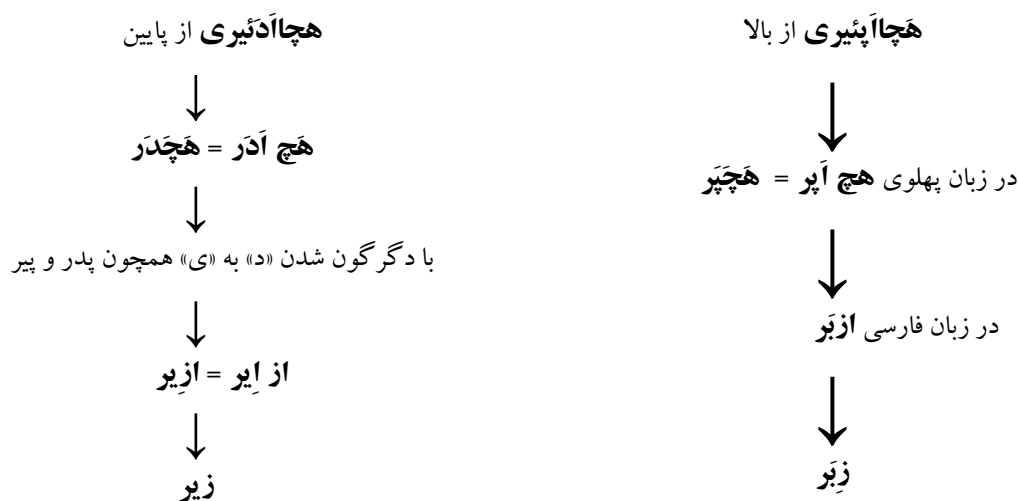 هَچااَپئیری از بالا
در زبان پهلوی هچ اَپر = هَچَپَر
در زبان فارسی ازبَر
زِبَر
هچااَدَئیری از پایین
هَچ اَدَر = هَچَدَر
با دگرگون شدن «د» به «ی» همچون پدر و پیر
از اِیر = ازِیر
زیر